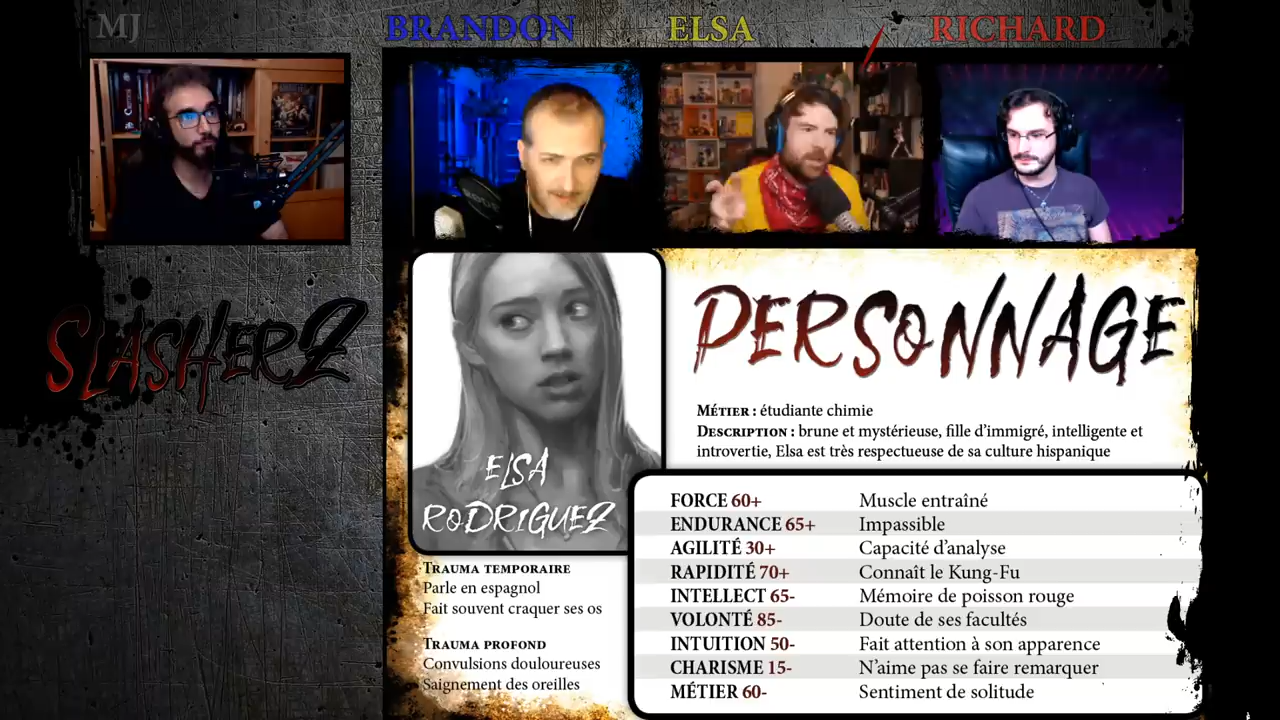 MJ
BRANDON
ELSA
RICHARD
SLASHERZ
PERSONNAGE
MÉTIER : étudiante chimie
DESCRIPTION : brune et mystérieuse, fille d'immigré, intelligente et
introvertie, Elsa est très respectueuse de sa culture hispanique
ELSA
RODRIGUEZ
FORCE 60+ Muscle entraîné
ENDURANCE 65+ Impassible
AGILITÉ 30+ Capacité d'analyse
RAPIDITÉ 70+ Connaît le Kung-Fu
INTELLECT 65- Mémoire de poisson rouge
VOLONTÉ 85- Doute de ses facultés
INTUITION 50- Fait attention à son apparence
CHARISME 15- N'aime pas se faire remarquer
MÉTIER 60- Sentiment de solitude
TRAUMA TEMPORAIRE
Parle en espagnol
Fait souvent craquer ses os
TRAUMA PROFOND
Convulsions douloureuses
Saignement des oreilles